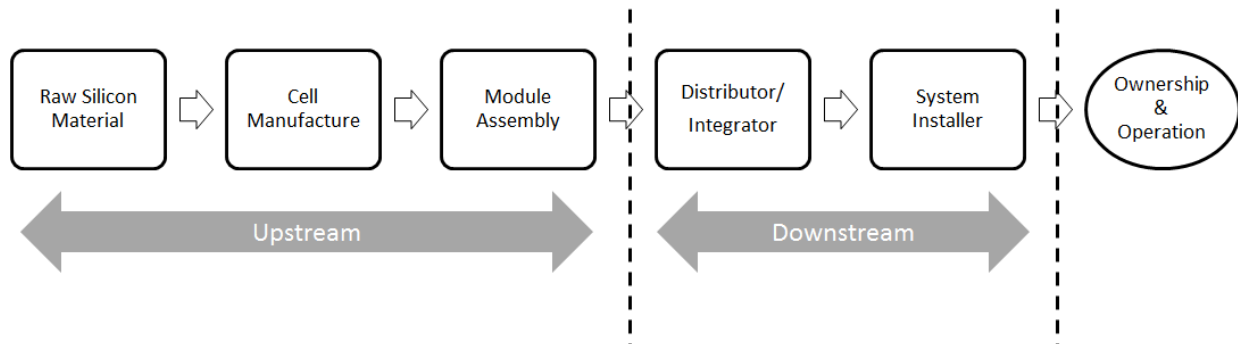 Raw Silicon
Material
Cell
Manufacture
Module
Assembly
Distributor/
Integrator
System
Installer
Ownership
&
Operation
Upstream
Downstream